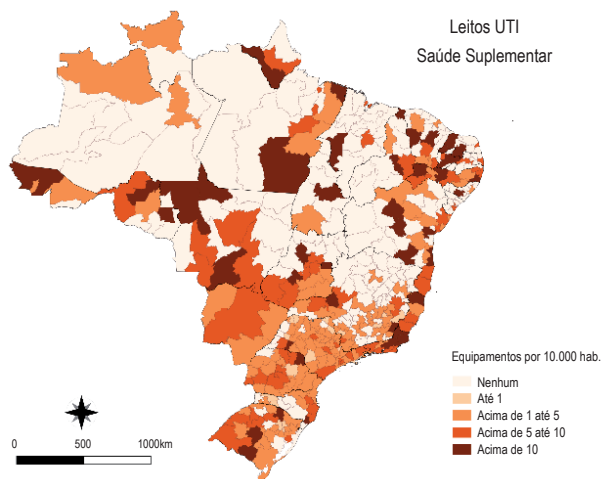 Leitos UTI
Saúde Suplementar
Equipamentos por 10.000 hab.
Nenhum
Até 1
Acima de 1 até 5
Acima de 5 até 10
Acima de 10
0 500 1000km